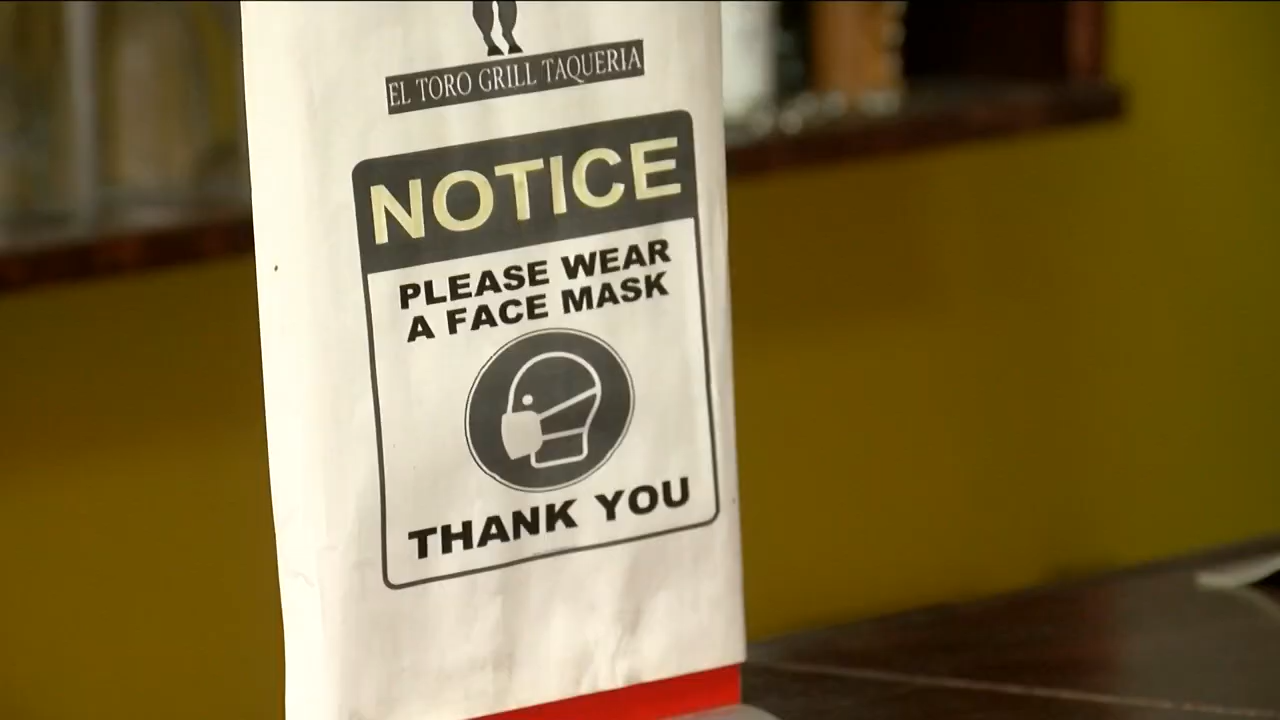 EL TORO GRILL TAQUERIA
NOTICE
PLEASE WEAR
A FACE MASK
THANK YOU